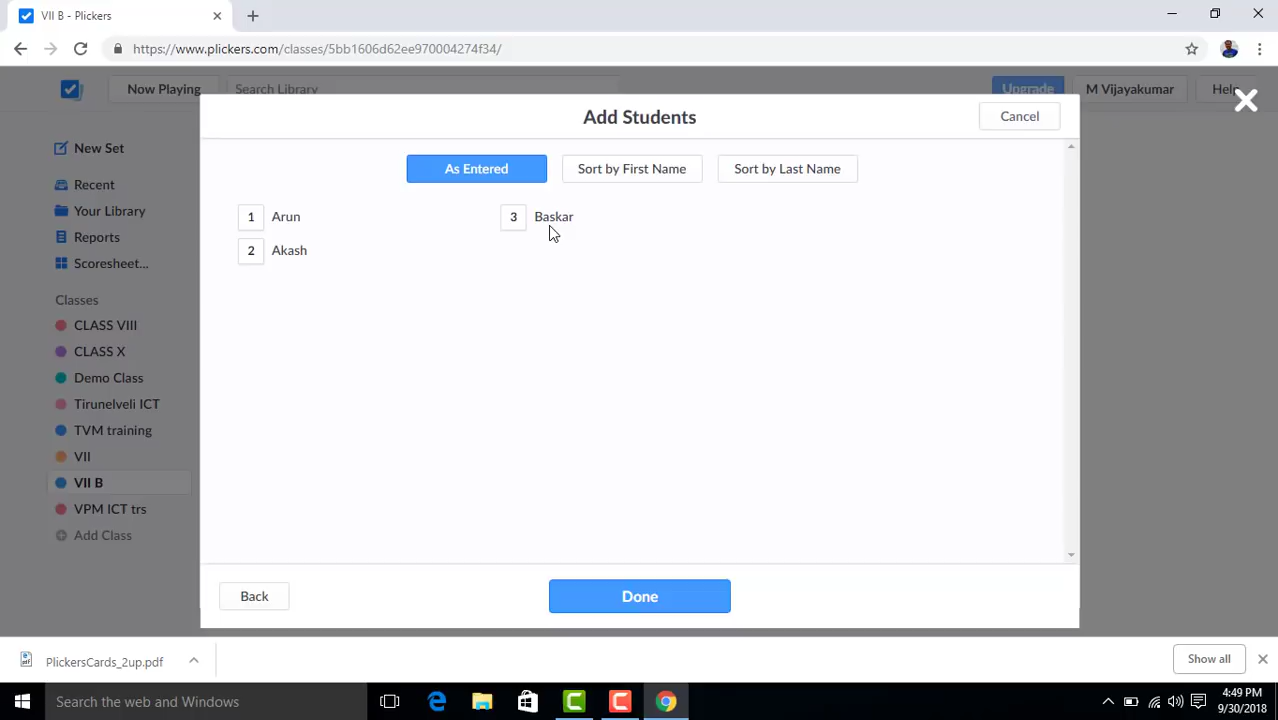 VII B - Plickers
https://www.plickers.com/classes/5bb1606d62ee970004274f34/
Now Playing
Search Library
Upgrade
M Vijayakumar
Help
Add Students
Cancel
New Set
Recent
Your Library
Reports
Scoresheet...
Classes
CLASS VIII
CLASS X
Demo Class
Tirunelveli ICT
TVM training
VII
VII B
VPM ICT trs
Add Class
As Entered
Sort by First Name
Sort by Last Name
1 Arun
2 Akash
3 Baskar
Back
Done
PlickersCards_2up.pdf
Show all
Search the web and Windows
4:49 PM
9/30/2018